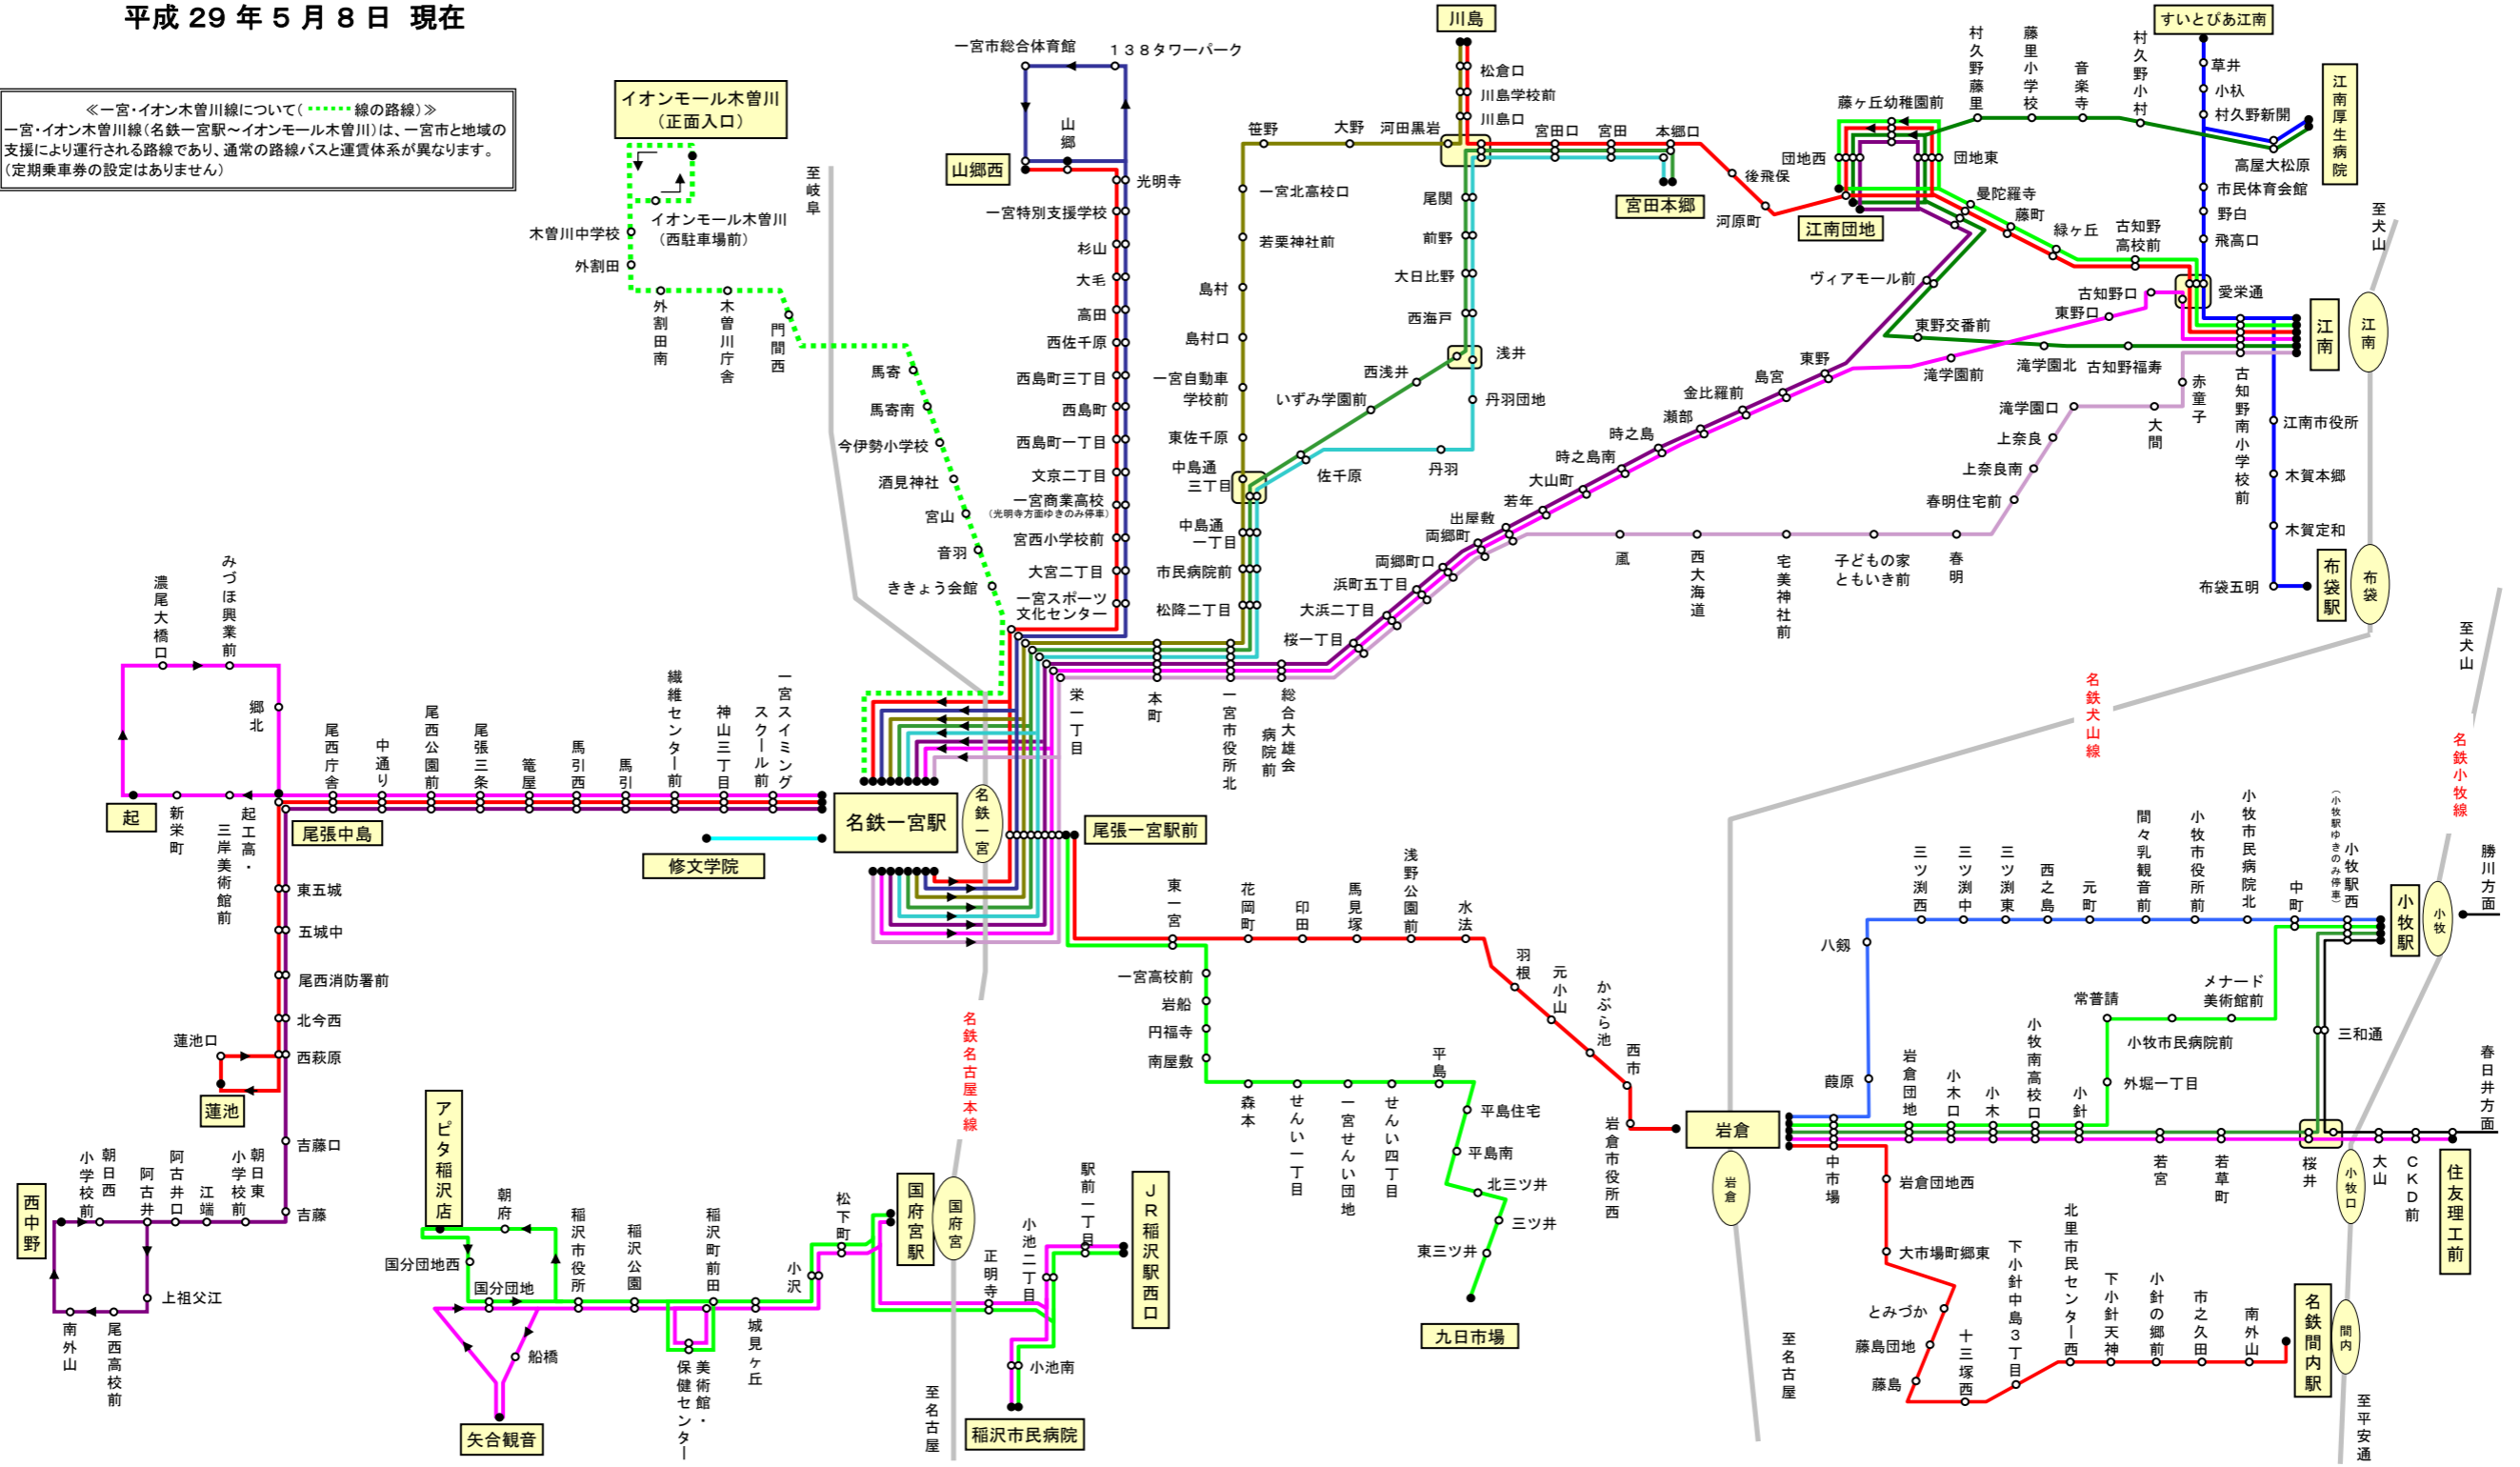 平成 29 年 5 月 8 日 現在
≪一宮・イオン木曽川線について( 線の路線)≫
一宮・イオン木曽川線(名鉄一宮駅～イオンモール木曽川)は、一宮市と地域の
支援により運行される路線であり、通常の路線バスと運賃体系が異なります。
(定期乗車券の設定はありません)
イオンモール木曽川
(正面入口)
イオンモール木曽川
(西駐車場前)
木曽川中学校
外割田
外割田南
木曽川庁舎
門間西
馬寄
馬寄南
今伊勢小学校
酒見神社
宮山
音羽
ききょう会館
至岐阜
一宮市総合体育館
138タワーパーク
山郷
山郷西
光明寺
一宮特別支援学校
杉山
大毛
高田
西佐千原
西島町三丁目
西島町
西島町一丁目
文京二丁目
一宮商業高校
(光明寺方面ゆきのみ停車)
宮西小学校前
大宮二丁目
一宮スポーツ
文化センター
笹野
大野
河田黒岩
一宮北高校口
若栗神社前
島村
島村口
一宮自動車
学校前
東佐千原
中島通
三丁目
中島通
一丁目
市民病院前
松降二丁目
川島
松倉口
川島学校前
川島口
宮田口
宮田
本郷口
宮田本郷
尾関
前野
大日比野
西海戸
浅井
西浅井
いずみ学園前
丹羽団地
丹羽
佐千原
後飛保
河原町
江南団地
団地西
団地東
藤ヶ丘幼稚園前
村久野藤里
藤里小学校
音楽寺
村久野小村
すいとぴあ江南
草井
小杁
村久野新開
江南厚生病院
高屋大松原
市民体育会館
野白
飛高口
曼陀羅寺
藤町
緑ヶ丘
古知野
高校前
愛栄通
古知野口
東野口
ヴィアモール前
東野交番前
滝学園前
滝学園北
古知野福寿
江南
江南
至犬山
東野
島宮
金比羅前
瀬部
時之島
時之島南
大山町
若年
出屋敷
両郷町
両郷町口
浜町五丁目
大浜二丁目
桜一丁目
赤童子
古知野南小学校前
滝学園口
大間
上奈良
上奈良南
春明住宅前
春明
子どもの家
ともいき前
宅美神社前
西大海道
江南市役所
木賀本郷
木賀定和
布袋五明
布袋駅
布袋
至犬山
名鉄犬山線
名鉄小牧線
栄一丁目
本町
一宮市役所北
総合大雄会
病院前
濃尾大橋口
みづほ興業前
郷北
起
新栄町
起工高・
三岸美術館前
尾西庁舎
中通り
尾西公園前
尾張三条
篭屋
馬引西
馬引
繊維センター前
神山三丁目
一宮スイミング
スクール前
尾張中島
名鉄一宮駅
名鉄一宮
尾張一宮駅前
修文学院
東五城
五城中
尾西消防署前
北今西
西萩原
蓮池口
蓮池
吉藤口
吉藤
朝日東
小学校前
江端
阿古井口
阿古井
朝日西
小学校前
西中野
上祖父江
尾西高校前
南外山
名鉄名古屋本線
東一宮
花岡町
印田
馬見塚
浅野公園前
水法
羽根
元小山
かぶら池
西市
岩倉市役所西
一宮高校前
岩船
円福寺
南屋敷
森本
せんい一丁目
一宮せんい団地
せんい四丁目
平島
平島住宅
平島南
北三ツ井
三ツ井
東三ツ井
九日市場
アピタ稲沢店
朝府
国分団地西
国分団地
稲沢市役所
稲沢公園
稲沢町前田
美術館・
保健センター
城見ヶ丘
小沢
松下町
船橋
矢合観音
国府宮駅
国府宮
正明寺
小池二丁目
駅前一丁目
JR稲沢駅西口
小池南
稲沢市民病院
至名古屋
岩倉
岩倉
至名古屋
八剱
葭原
三ツ渕西
三ツ渕中
三ツ渕東
西之島
元町
間々乳観音前
小牧市役所前
小牧市民病院北
中町
小牧駅西
(小牧駅ゆきのみ停車)
小牧駅
小牧
勝川方面
メナード
美術館前
常普請
小牧市民病院前
外堀一丁目
三和通
中市場
岩倉団地
小木口
小木
小牧南高校口
小針
若宮
若草町
桜井
小牧口
大山
CKD前
住友理工前
春日井方面
岩倉団地西
大市場町郷東
とみづか
藤島団地
藤島
十三塚西
下小針中島3丁目
北里市民センター西
下小針天神
小針の郷前
市之久田
南外山
名鉄間内駅
間内
至平安通